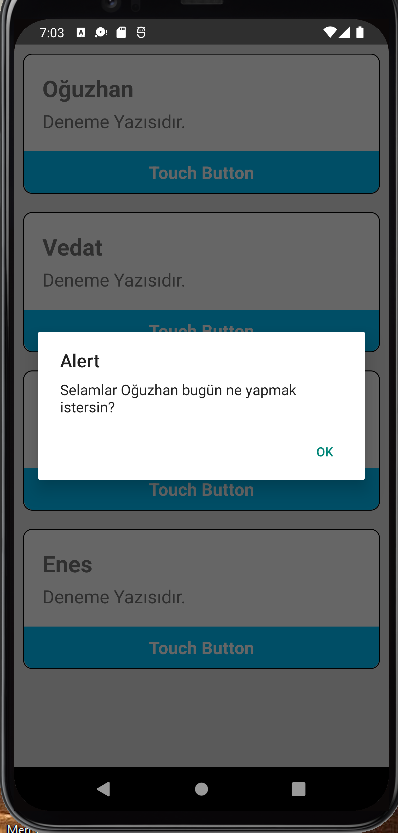 7:03
Oğuzhan
Deneme Yazısıdır.
Touch Button
Vedat
Deneme Yazısıdır.
Touch Button
Alert
Selamlar Oğuzhan bugün ne yapmak
istersin?
OK
Touch Button
Enes
Deneme Yazısıdır.
Touch Button